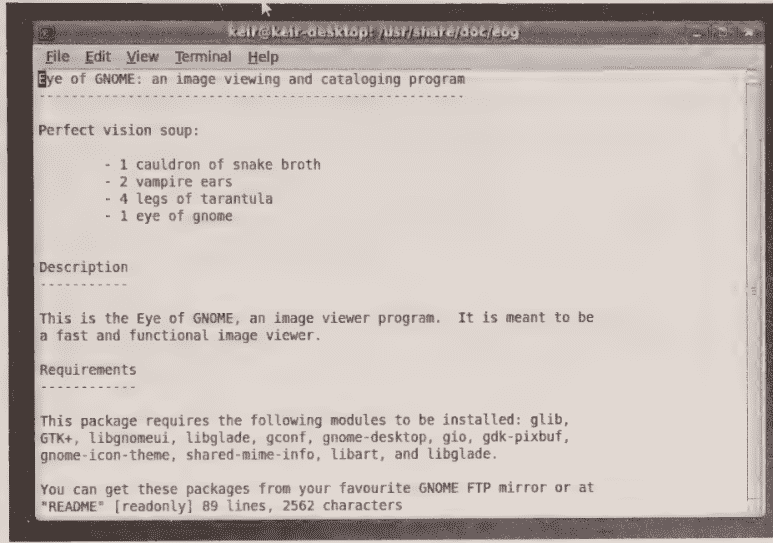 keir@keir-desktop: /usr/share/doc/eog
File Edit View Terminal Help
Eye of GNOME: an image viewing and cataloging program
-----------------------------------------------------
Perfect vision soup:
- 1 cauldron of snake broth
- 2 vampire ears
- 4 legs of tarantula
- 1 eye of gnome
Description
-----------
This is the Eye of GNOME, an image viewer program.  It is meant to be
a fast and functional image viewer.
Requirements
------------
This package requires the following modules to be installed: glib,
GTK+, libgnomeui, libglade, gconf, gnome-desktop, gio, gdk-pixbuf,
gnome-icon-theme, shared-mime-info, libart, and libglade.
You can get these packages from your favourite GNOME FTP mirror or at
"README" [readonly] 89 lines, 2562 characters